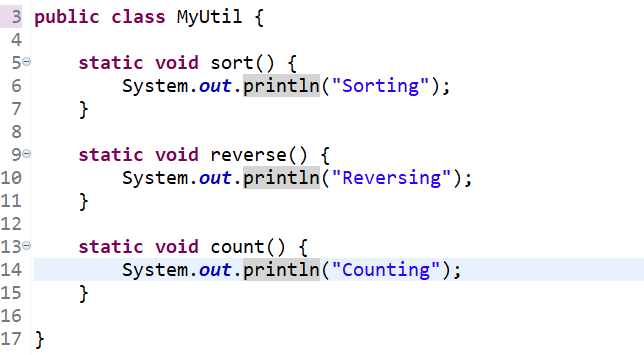 3 public class MyUtil {
4
5 static void sort() {
6 System.out.println("Sorting");
7 }
8
9 static void reverse() {
10 System.out.println("Reversing");
11 }
12
13 static void count() {
14 System.out.println("Counting");
15 }
16
17 }